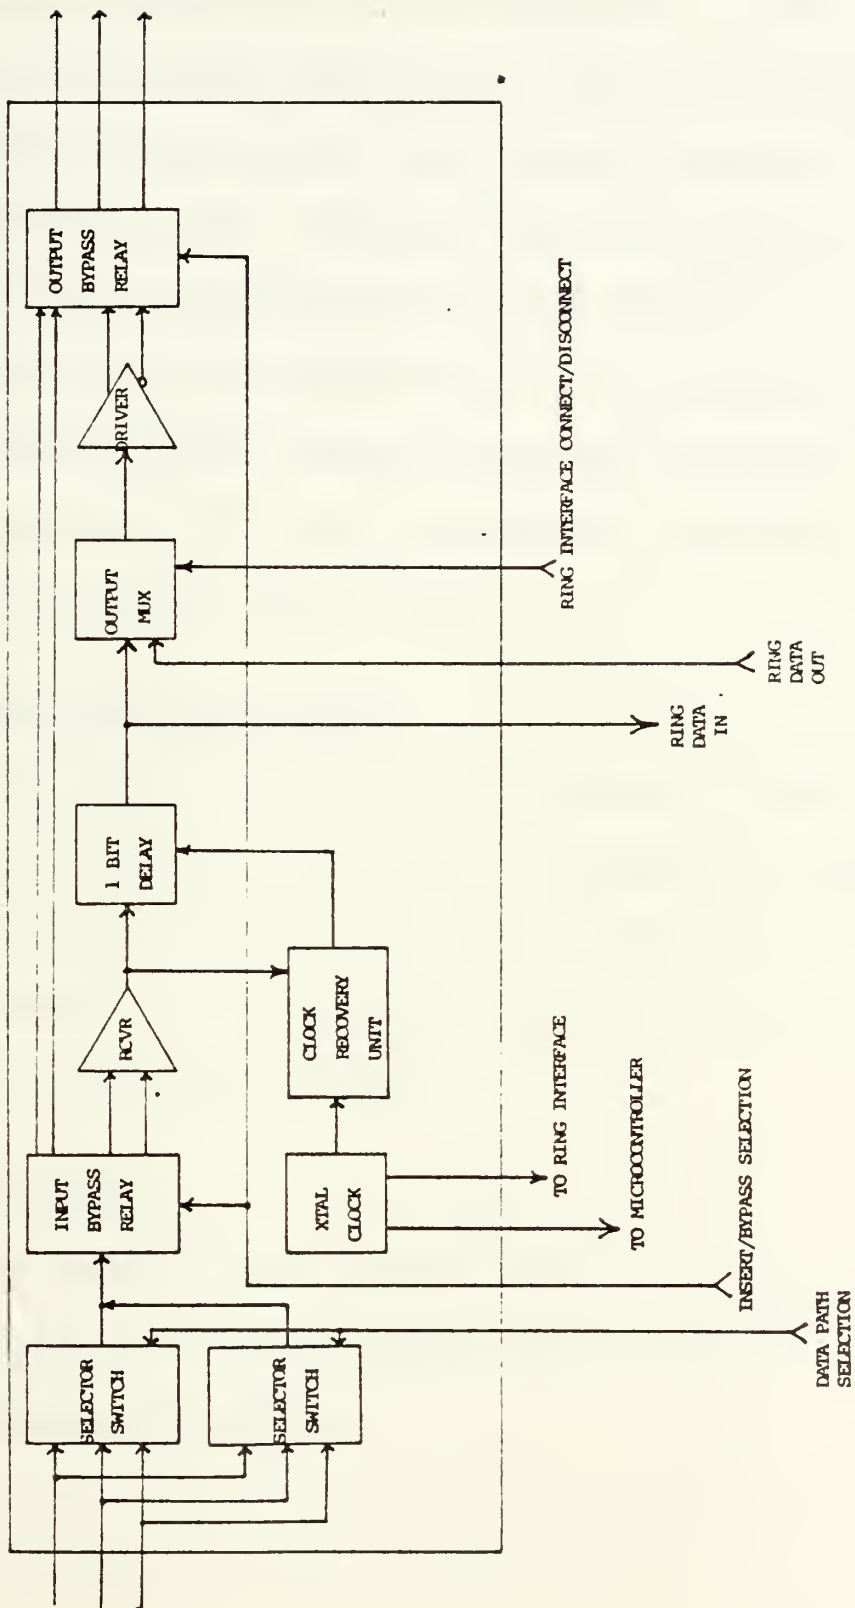 SELECTOR
SWITCH
SELECTOR
SWITCH
INPUT
BYPASS
RELAY
RCVR
1 BIT
DELAY
OUTPUT
MUX
DRIVER
OUTPUT
BYPASS
RELAY
XTAL
CLOCK
CLOCK
RECOVERY
UNIT
TO RING INTERFACE
TO MICROCONTROLLER
INSERT/BYPASS SELECTION
DATA PATH
SELECTION
RING
DATA
IN
RING
DATA
OUT
RING INTERFACE CONNECT/DISCONNECT